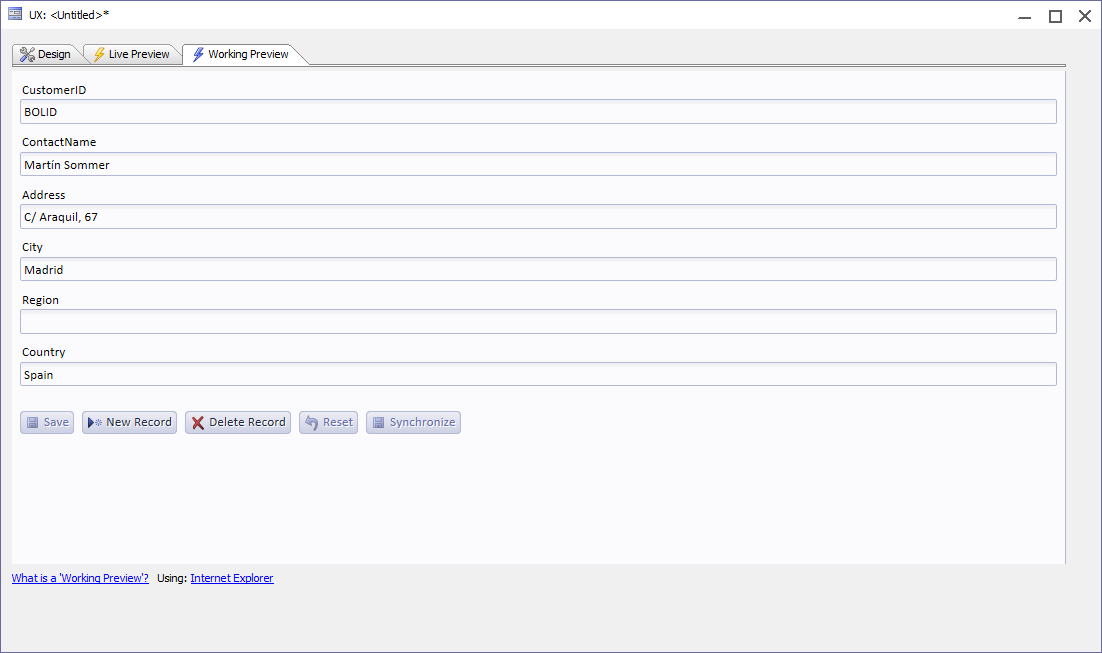 UX: <Untitled>*
Design Live Preview Working Preview
CustomerID
BOLID
ContactName
Martín Sommer
Address
C/ Araquil, 67
City
Madrid
Region
Country
Spain
Save New Record Delete Record Reset Synchronize
What is a 'Working Preview'? Using: Internet Explorer